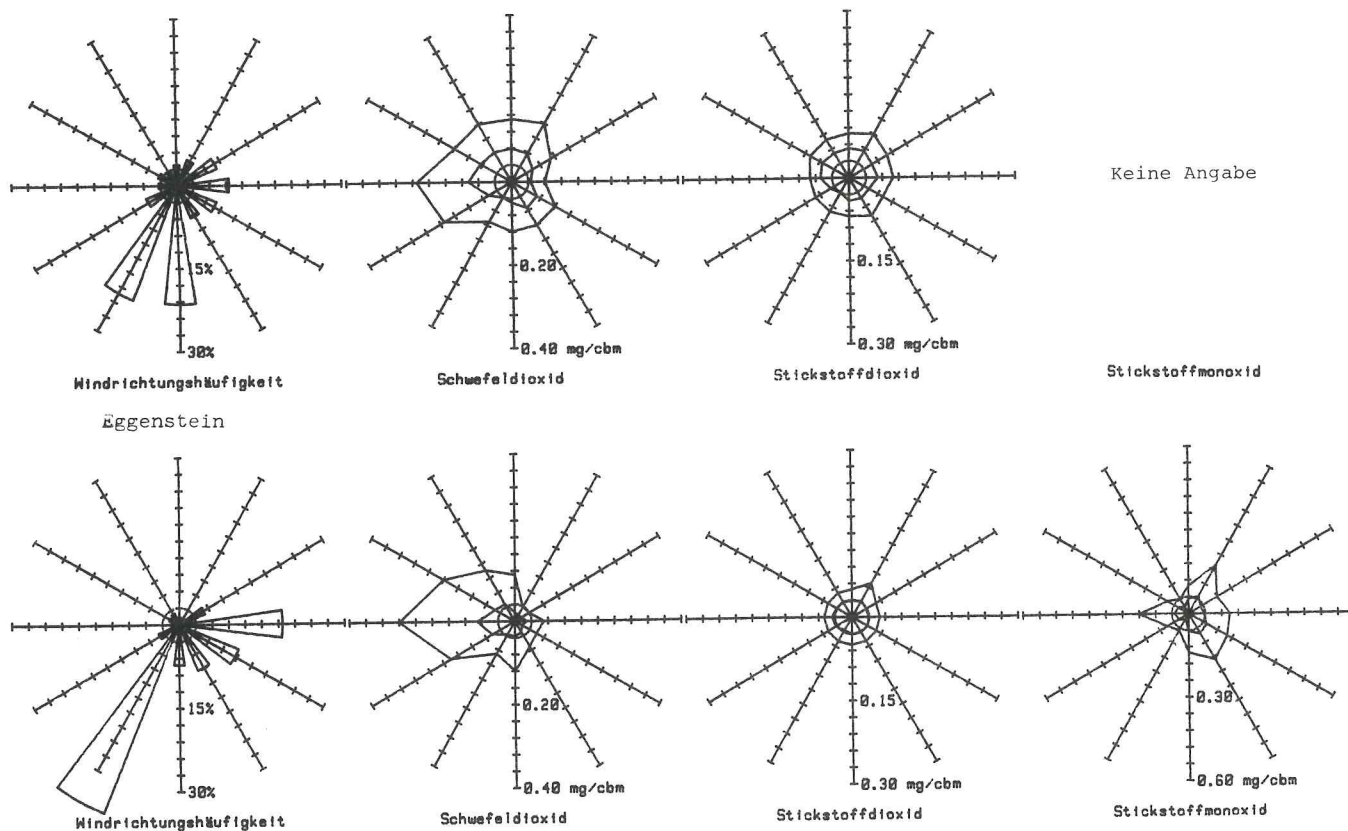 Keine Angabe
15%
0.20
0.15
30%
0.40 mg/cbm
0.30 mg/cbm
Windrichtungshäufigkeit
Schwefeldioxid
Stickstoffdioxid
Stickstoffmonoxid
Eggenstein
15%
0.20
0.15
0.30
30%
0.40 mg/cbm
0.30 mg/cbm
0.60 mg/cbm
Windrichtungshäufigkeit
Schwefeldioxid
Stickstoffdioxid
Stickstoffmonoxid